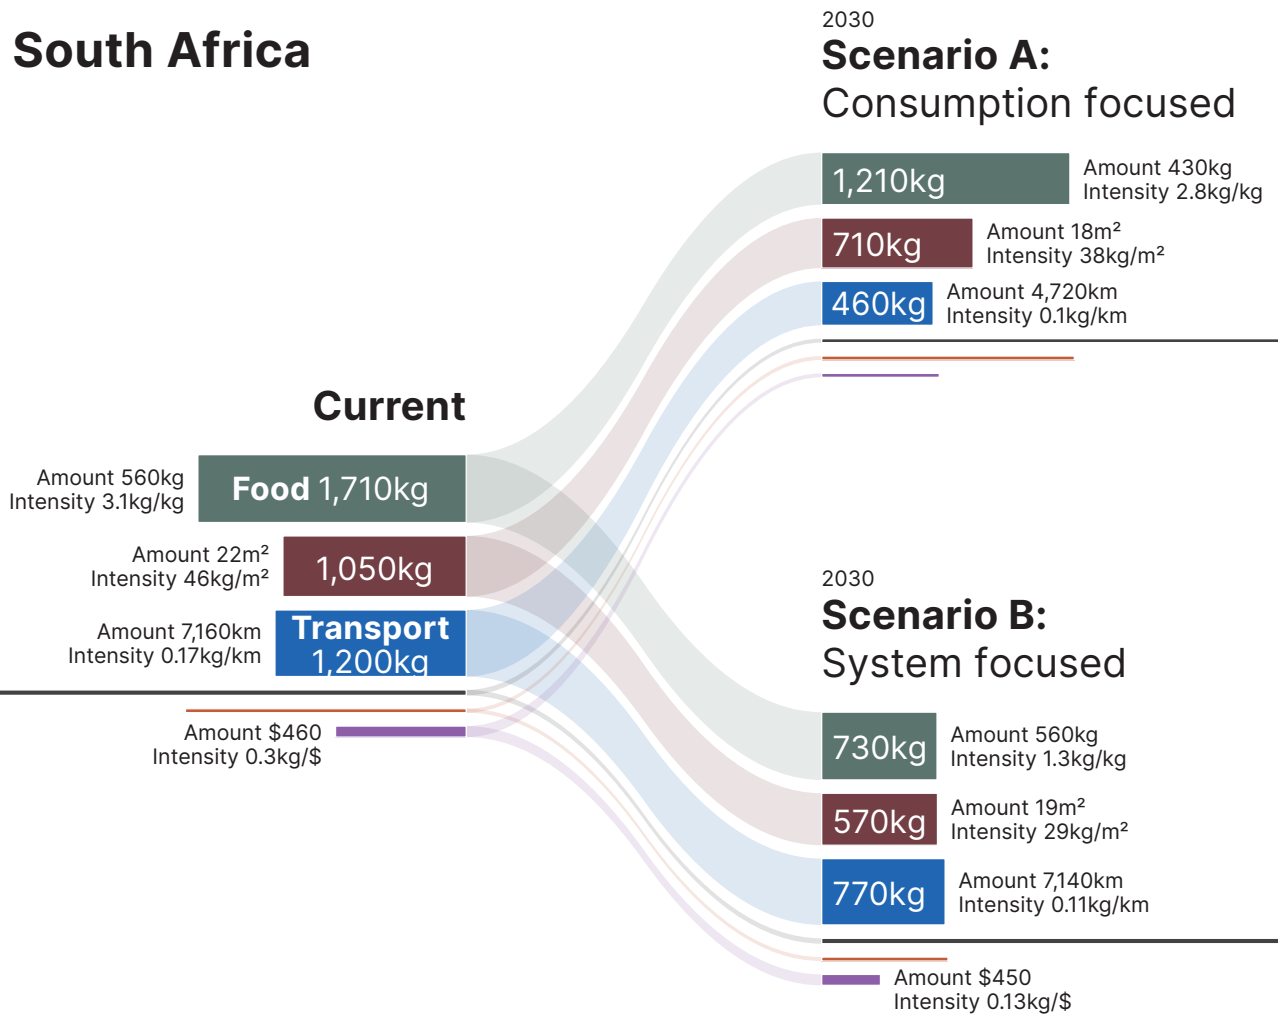 South Africa
2030
Scenario A:
Consumption focused
1,210kg
Amount 430kg
Intensity 2.8kg/kg
710kg
Amount 18m²
Intensity 38kg/m²
460kg
Amount 4,720km
Intensity 0.1kg/km
Current
Amount 560kg
Intensity 3.1kg/kg
Food 1,710kg
Amount 22m²
Intensity 46kg/m²
1,050kg
Amount 7,160km
Intensity 0.17kg/km
Transport
1,200kg
Amount $460
Intensity 0.3kg/$
2030
Scenario B:
System focused
730kg
Amount 560kg
Intensity 1.3kg/kg
570kg
Amount 19m²
Intensity 29kg/m²
770kg
Amount 7,140km
Intensity 0.11kg/km
Amount $450
Intensity 0.13kg/$